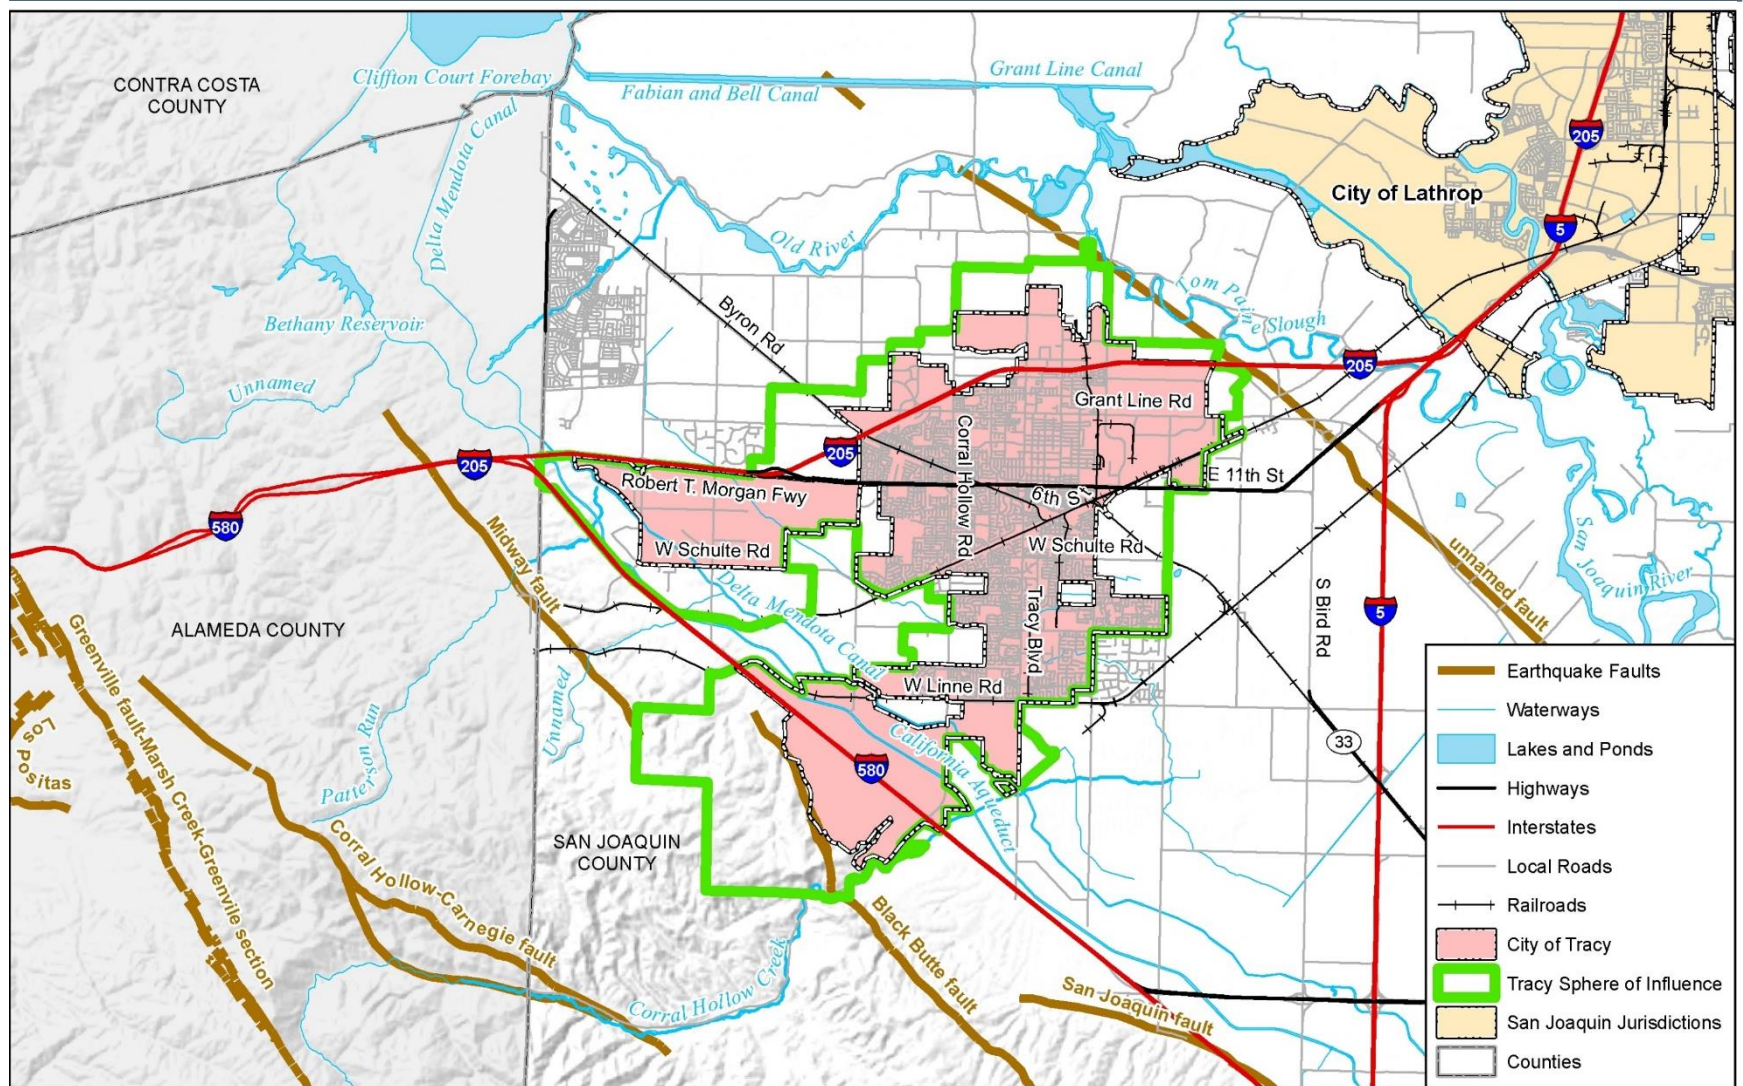 CONTRA COSTA
COUNTY
Cliffton Court Forebay
Grant Line Canal
Fabian and Bell Canal
Delta Mendota Canal
205
City of Lathrop
5
Old River
Tom Paine Slough
Byron Rd
Bethany Reservoir
Unnamed
205
Grant Line Rd
Corral Hollow Rd
205
205
E 11th St
Robert T. Morgan Fwy
6th St
580
W Schulte Rd
W Schulte Rd
Midway fault
unnamed fault
San Joaquin River
Delta Mendota Canal
Tracy Blvd
S Bird Rd
5
ALAMEDA COUNTY
Greenville fault-Marsh Creek-Greenvile section
Los Positas
Unnamed
Patterson Run
W Linne Rd
California Aqueduct
33
580
SAN JOAQUIN
COUNTY
Corral Hollow-Carnegie fault
Black Butte fault
Corral Hollow Creek
San Joaquin fault
Earthquake Faults
Waterways
Lakes and Ponds
Highways
Interstates
Local Roads
Railroads
City of Tracy
Tracy Sphere of Influence
San Joaquin Jurisdictions
Counties